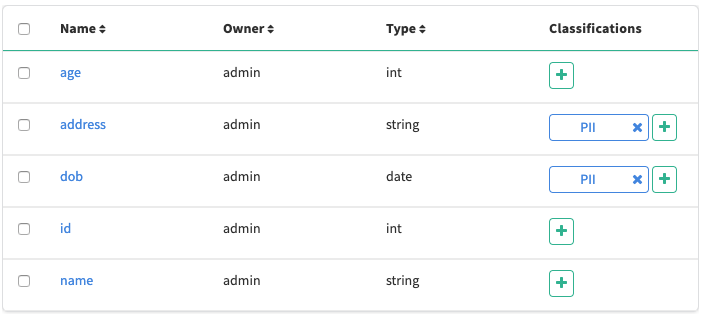 Name Owner Type Classifications
age admin int
address admin string PII
dob admin date PII
id admin int
name admin string